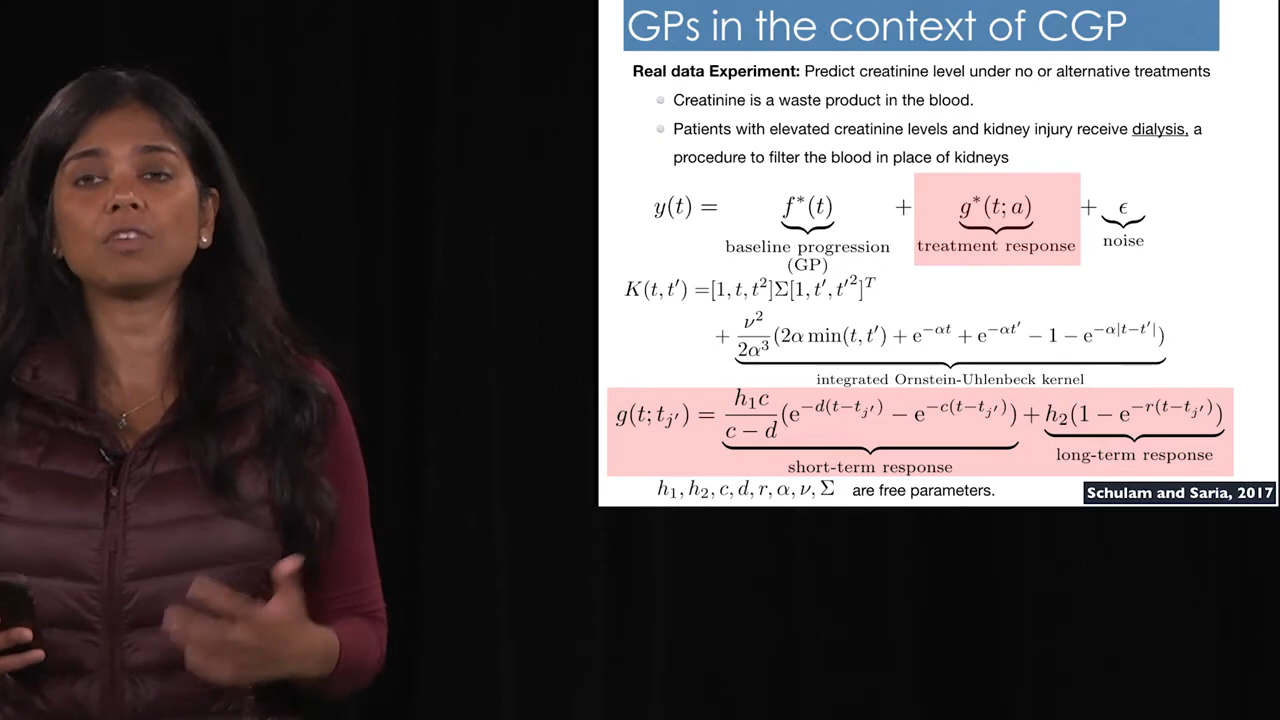 GPs in the context of CGP
Real data Experiment: Predict creatinine level under no or alternative treatments
Creatinine is a waste product in the blood.
Patients with elevated creatinine levels and kidney injury receive dialysis, a
procedure to filter the blood in place of kidneys
y(t) = f*(t) + g*(t; a) + ϵ
baseline progression (GP) treatment response noise
K(t, t′) =[1, t, t²]Σ[1, t′, t′²]ᵀ
+ ν²/2α³ (2α min(t, t′) + e^{−αt} + e^{−αt′} − 1 − e^{−α|t−t′|})
integrated Ornstein-Uhlenbeck kernel
g(t; t_{j′}) = h₁c/(c − d) (e^{−d(t−t_{j′})} − e^{−c(t−t_{j′})}) + h₂(1 − e^{−r(t−t_{j′})})
short-term response long-term response
h₁, h₂, c, d, r, α, ν, Σ are free parameters.
Schulam and Saria, 2017